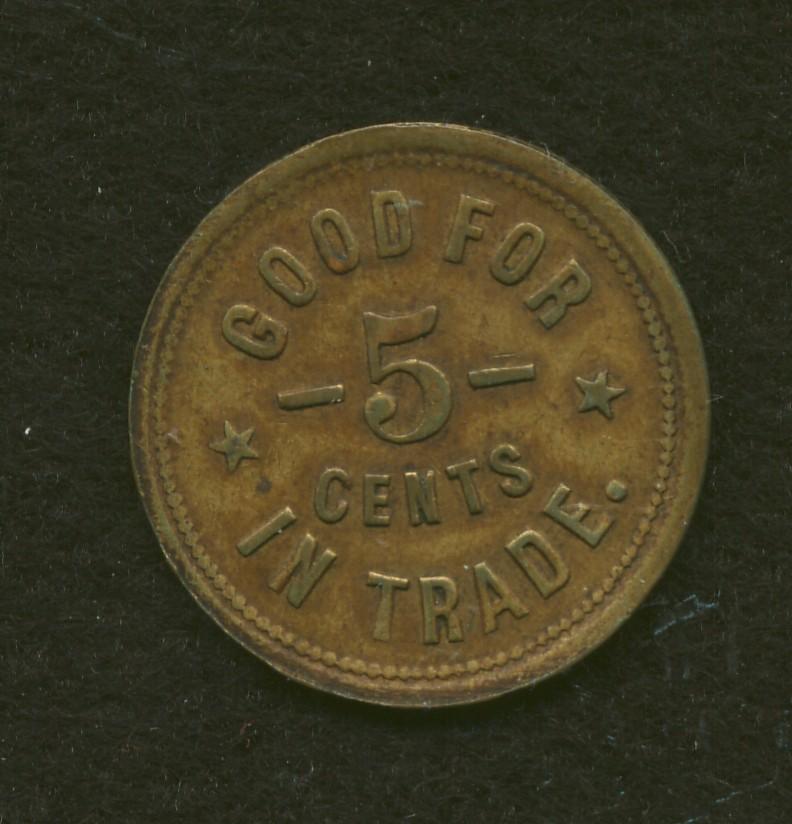 GOOD FOR
– 5 –
CENTS
IN TRADE.